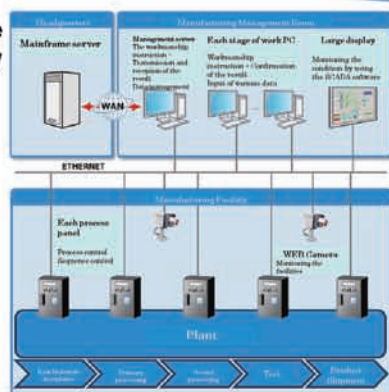 Headquarters
Mainframe server
WAN
Manufacturing Management Room
Management server
The workmanship
instruction
Transmission and
reception of the
result
Data management
Each stage of work PC
Workmanship
instruction
Confirmation
of the result
Input of various data
Large display
Monitoring the
condition by using
the SCADA software
ETHERNET
Manufacturing Facility
Each process
panel
Process control
Sequence control
WEB Camera
Monitoring the
facilities
Plant
Primary
processing
processing
Test
Product
shipment